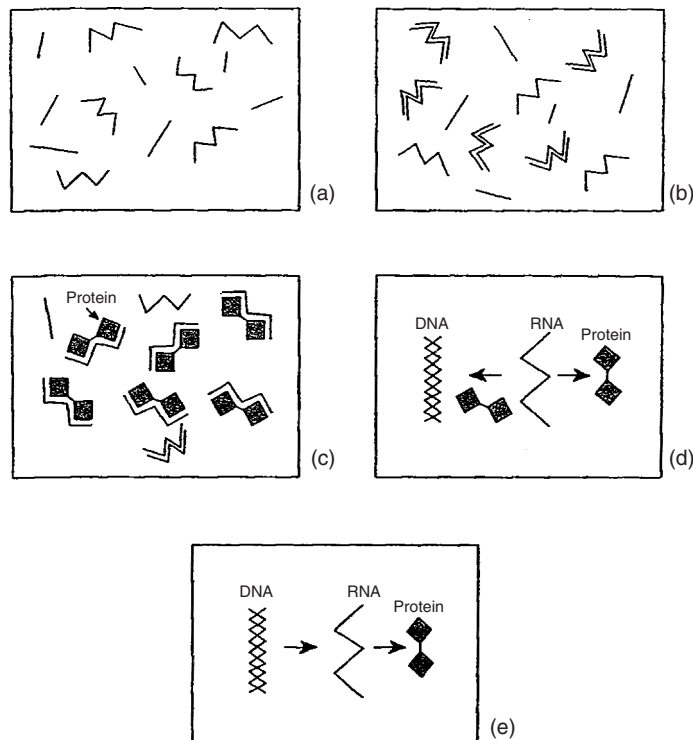 (a)
(b)
Protein
(c)
DNA
RNA
Protein
(d)
DNA
RNA
Protein
(e)